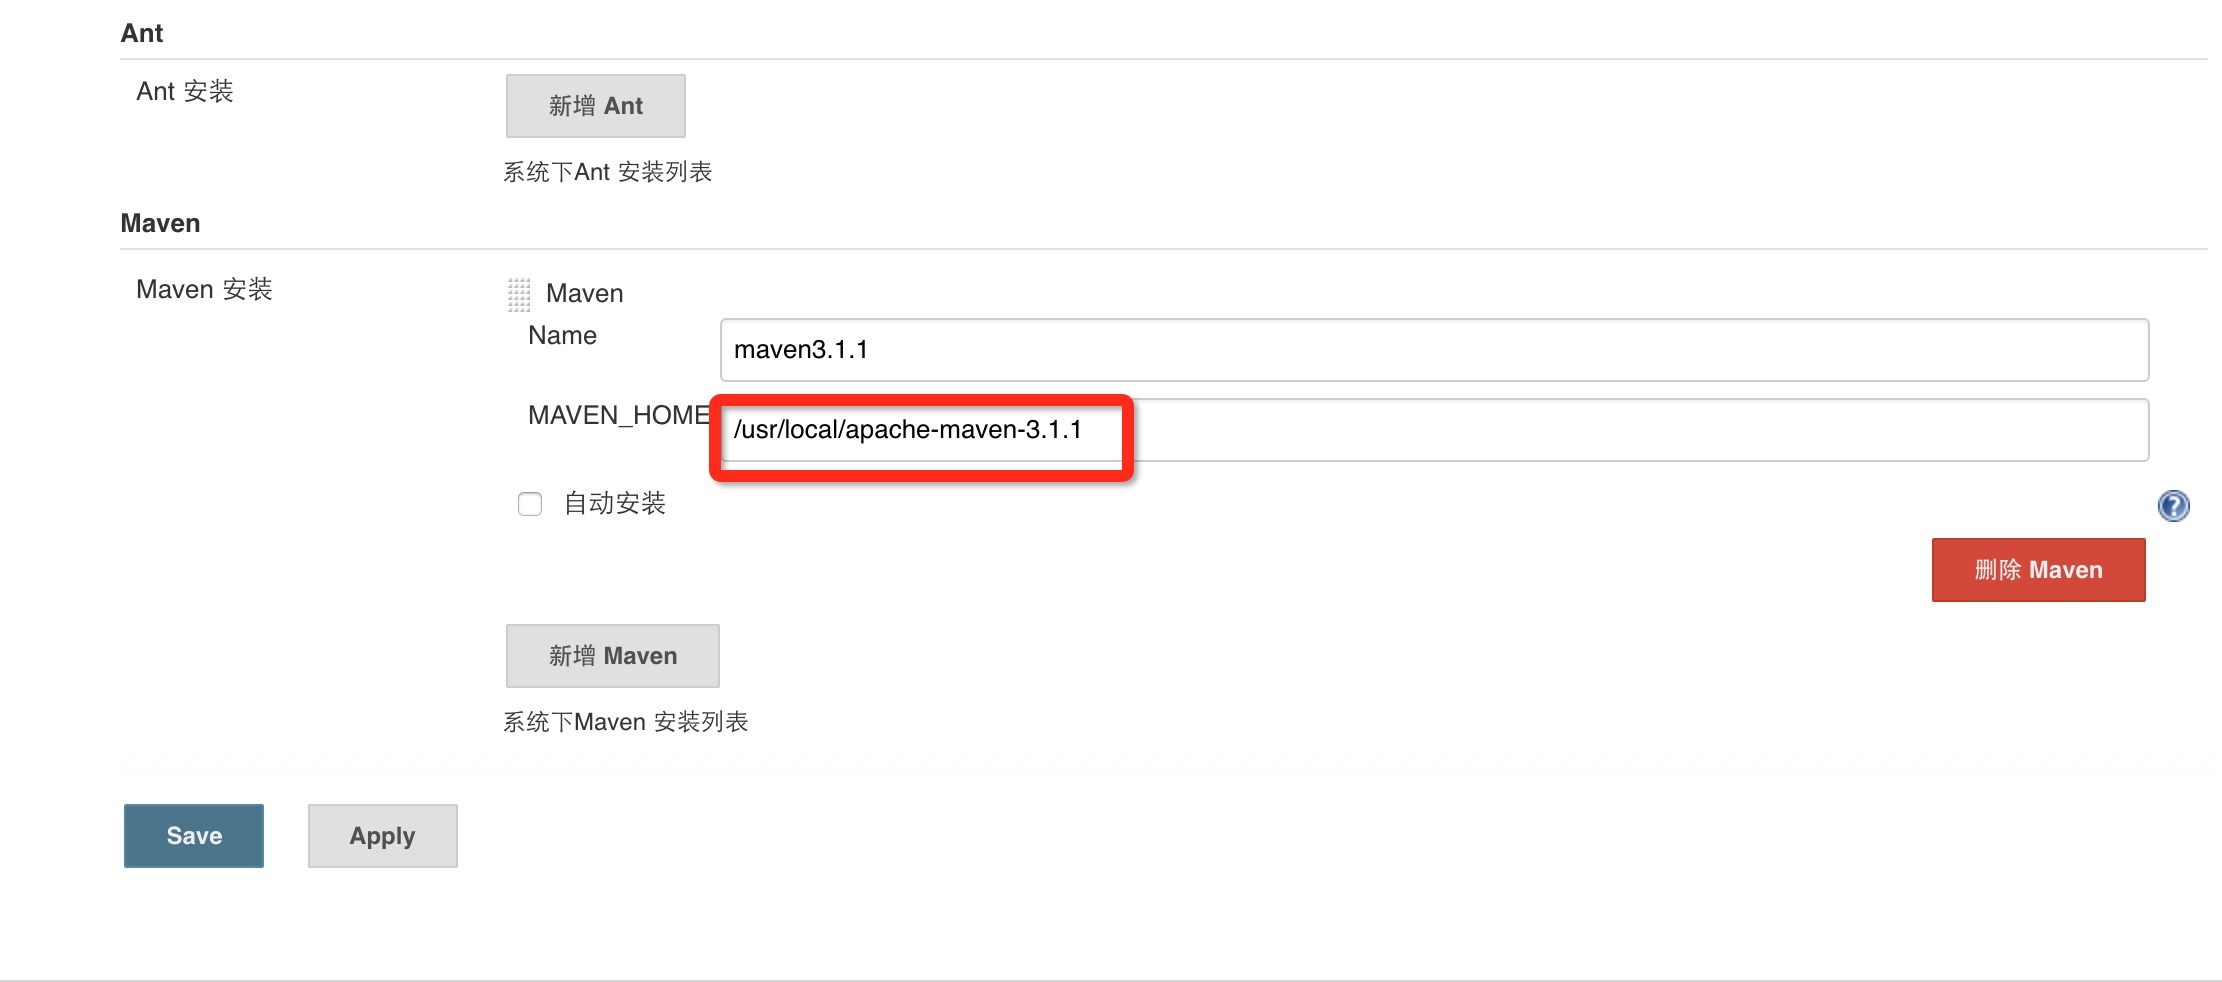 Ant
Ant 安装
新增 Ant
系统下Ant 安装列表
Maven
Maven 安装
Maven
Name
maven3.1.1
MAVEN_HOME
/usr/local/apache-maven-3.1.1
自动安装
?
删除 Maven
新增 Maven
系统下Maven 安装列表
Save
Apply